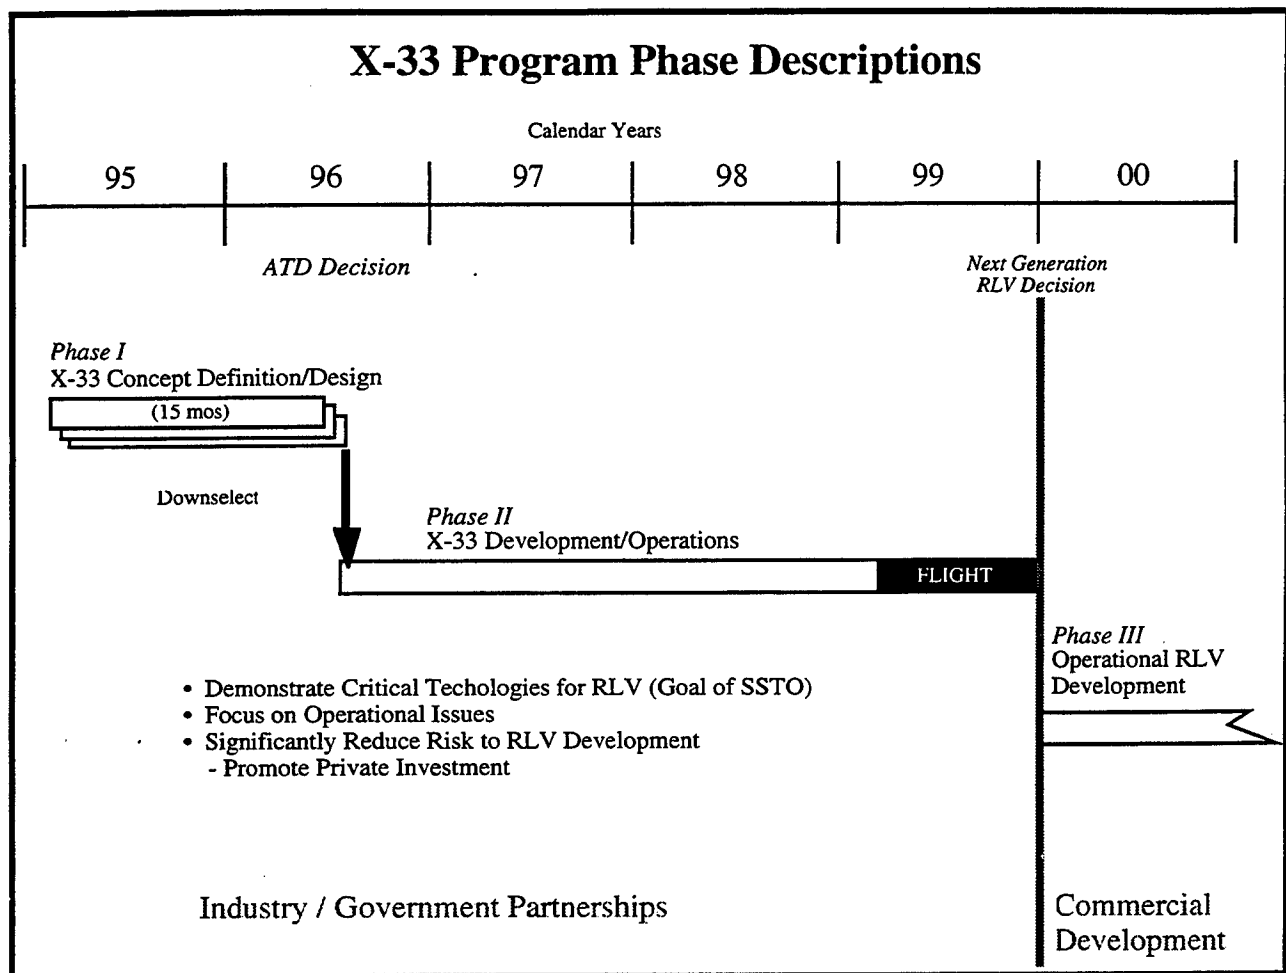 X-33 Program Phase Descriptions
Calendar Years
95 96 97 98 99 00
ATD Decision
Next Generation
RLV Decision
Phase I
X-33 Concept Definition/Design
(15 mos)
Downselect
Phase II
X-33 Development/Operations
FLIGHT
Phase III
Operational RLV
Development
• Demonstrate Critical Techologies for RLV (Goal of SSTO)
• Focus on Operational Issues
• Significantly Reduce Risk to RLV Development
- Promote Private Investment
Industry / Government Partnerships
Commercial
Development